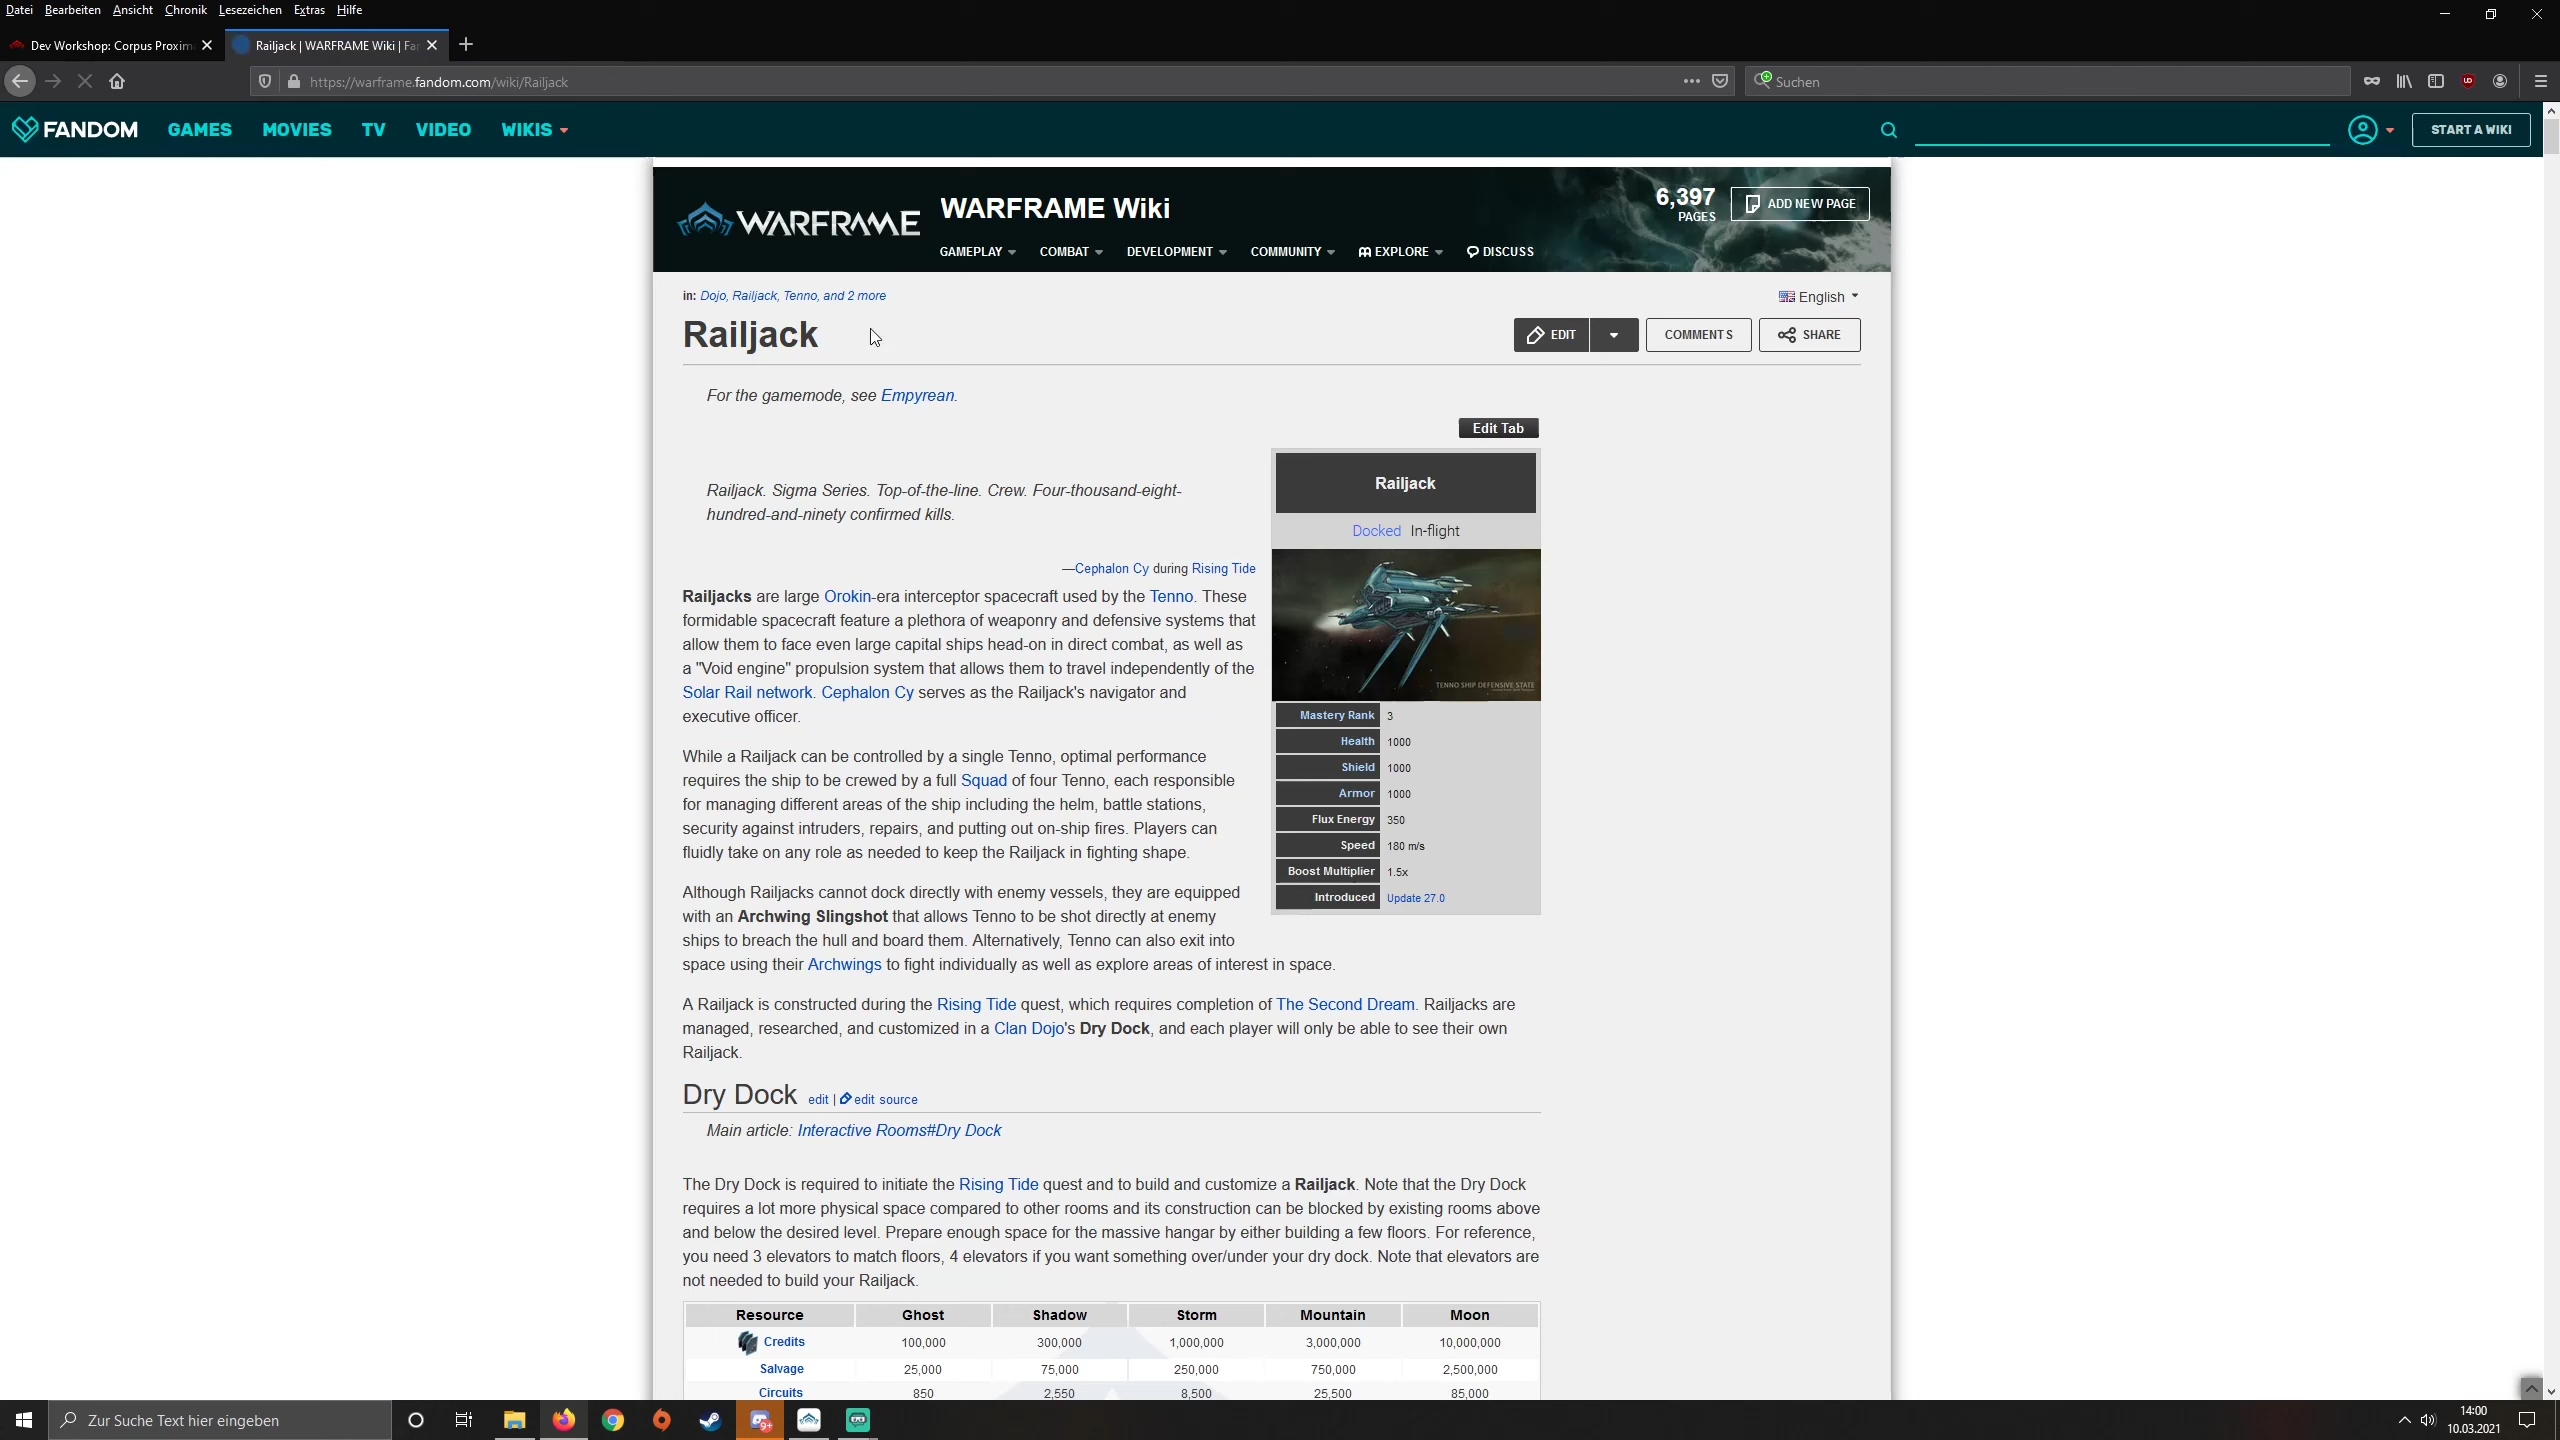 Datei Bearbeiten Ansicht Chronik Lesezeichen Extras Hilfe
Dev Workshop: Corpus Proxim
Railjack | WARFRAME Wiki | Fa
https://warframe.fandom.com/wiki/Railjack
Suchen
FANDOM GAMES MOVIES TV VIDEO WIKIS START A WIKI
WARFRAME
WARFRAME Wiki
6,397
PAGES
ADD NEW PAGE
GAMEPLAY COMBAT DEVELOPMENT COMMUNITY EXPLORE DISCUSS
in: Dojo, Railjack, Tenno, and 2 more
English
Railjack
EDIT COMMENTS SHARE
For the gamemode, see Empyrean.
Edit Tab
Railjack
Docked In-flight
TENNO SHIP DEFENSIVE STATE
Mastery Rank 3
Health 1000
Shield 1000
Armor 1000
Flux Energy 350
Speed 180 m/s
Boost Multiplier 1.5x
Introduced Update 27.0
Railjack. Sigma Series. Top-of-the-line. Crew. Four-thousand-eight-
hundred-and-ninety confirmed kills.
—Cephalon Cy during Rising Tide
Railjacks are large Orokin-era interceptor spacecraft used by the Tenno. These
formidable spacecraft feature a plethora of weaponry and defensive systems that
allow them to face even large capital ships head-on in direct combat, as well as
a "Void engine" propulsion system that allows them to travel independently of the
Solar Rail network. Cephalon Cy serves as the Railjack's navigator and
executive officer.
While a Railjack can be controlled by a single Tenno, optimal performance
requires the ship to be crewed by a full Squad of four Tenno, each responsible
for managing different areas of the ship including the helm, battle stations,
security against intruders, repairs, and putting out on-ship fires. Players can
fluidly take on any role as needed to keep the Railjack in fighting shape.
Although Railjacks cannot dock directly with enemy vessels, they are equipped
with an Archwing Slingshot that allows Tenno to be shot directly at enemy
ships to breach the hull and board them. Alternatively, Tenno can also exit into
space using their Archwings to fight individually as well as explore areas of interest in space.
A Railjack is constructed during the Rising Tide quest, which requires completion of The Second Dream. Railjacks are
managed, researched, and customized in a Clan Dojo's Dry Dock, and each player will only be able to see their own
Railjack.
Dry Dock edit | edit source
Main article: Interactive Rooms#Dry Dock
The Dry Dock is required to initiate the Rising Tide quest and to build and customize a Railjack. Note that the Dry Dock
requires a lot more physical space compared to other rooms and its construction can be blocked by existing rooms above
and below the desired level. Prepare enough space for the massive hangar by either building a few floors. For reference,
you need 3 elevators to match floors, 4 elevators if you want something over/under your dry dock. Note that elevators are
not needed to build your Railjack.
Resource Ghost Shadow Storm Mountain Moon
Credits 100,000 300,000 1,000,000 3,000,000 10,000,000
Salvage 25,000 75,000 250,000 750,000 2,500,000
Circuits 850 2,550 8,500 25,500 85,000
Zur Suche Text hier eingeben
9+
14:00
10.03.2021